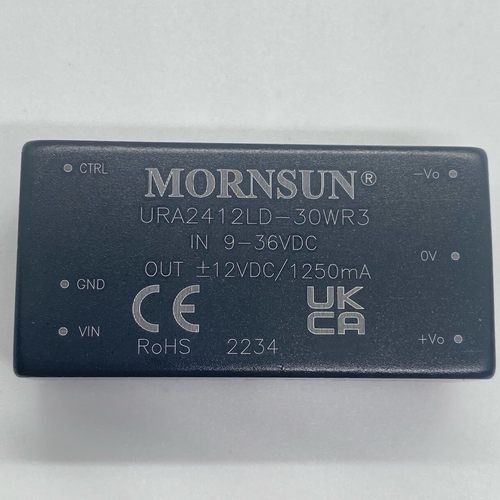 CTRL
MORNSUN®
-Vo
URA2412LD-30WR3
IN 9-36VDC
0V
OUT ±12VDC/1250mA
GND
CE
UK
CA
VIN
+Vo
RoHS 2234